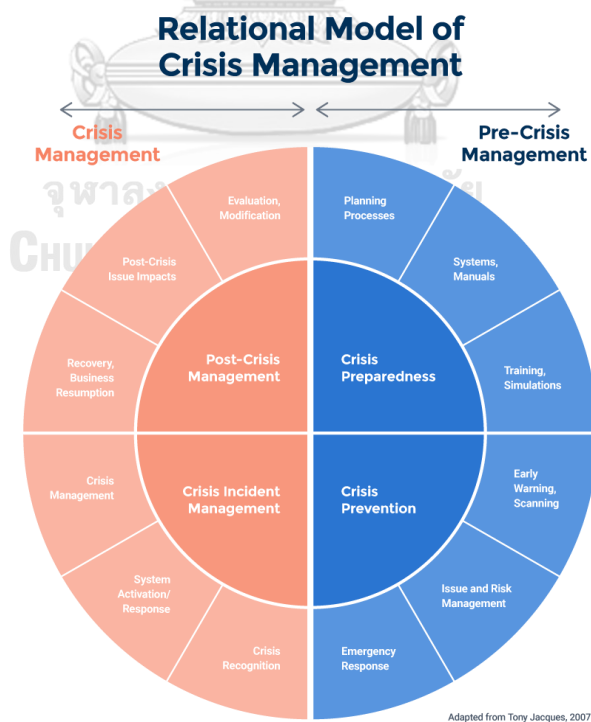 Relational Model of
Crisis Management
Crisis
Management
Pre-Crisis
Management
Evaluation,
Modification
Planning
Processes
Post-Crisis
Issue Impacts
Systems,
Manuals
Recovery,
Business
Resumption
Training,
Simulations
Post-Crisis
Management
Crisis
Preparedness
Crisis Incident
Management
Crisis
Prevention
Crisis
Management
Early
Warning,
Scanning
System
Activation/
Response
Issue and Risk
Management
Crisis
Recognition
Emergency
Response
Adapted from Tony Jacques, 2007